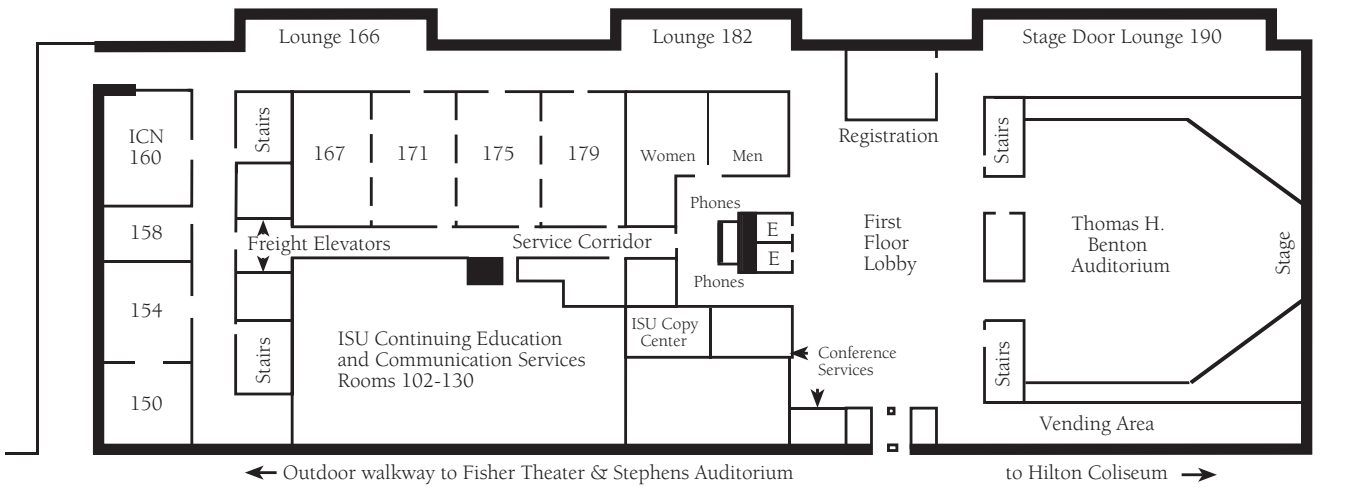 Lounge 166
Lounge 182
Stage Door Lounge 190
ICN
160
Stairs
167
171
175
179
Women
Men
Registration
Stairs
158
Freight Elevators
Service Corridor
Phones
E
E
Phones
First
Floor
Lobby
Thomas H.
Benton
Auditorium
Stage
154
150
Stairs
ISU Continuing Education
and Communication Services
Rooms 102-130
ISU Copy
Center
Conference
Services
Stairs
Vending Area
Outdoor walkway to Fisher Theater & Stephens Auditorium
to Hilton Coliseum